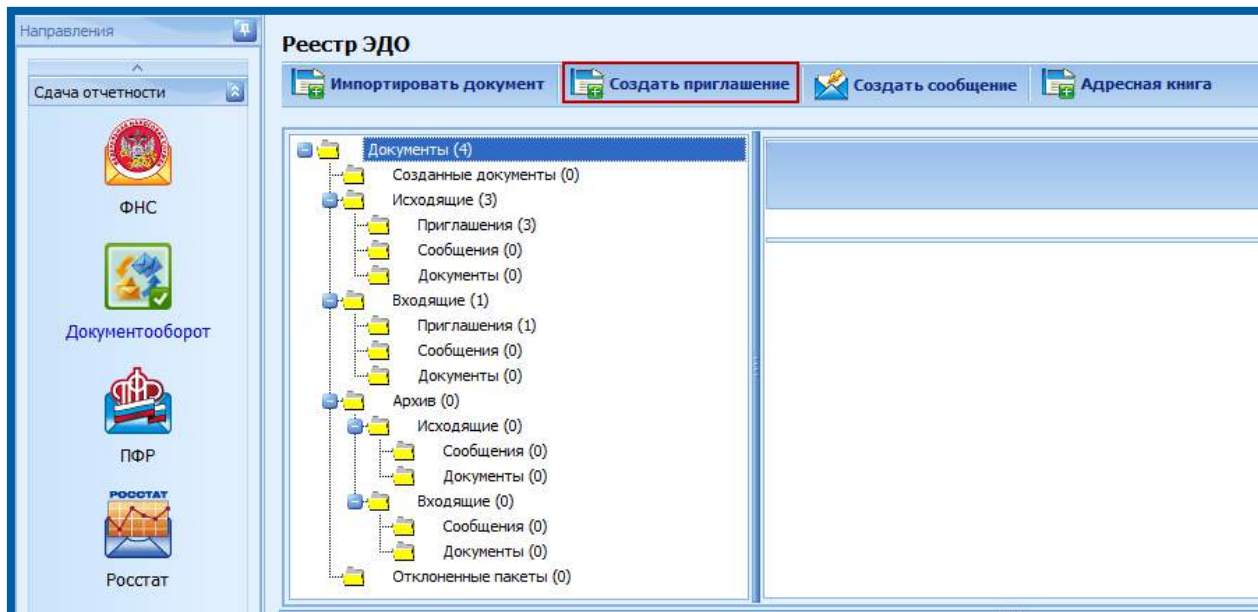 Направления
Сдача отчетности
ФНС
Документооборот
ПФР
РОССТАТ
Росстат
Реестр ЭДО
Импортировать документ Создать приглашение Создать сообщение Адресная книга
Документы (4)
Созданные документы (0)
Исходящие (3)
Приглашения (3)
Сообщения (0)
Документы (0)
Входящие (1)
Приглашения (1)
Сообщения (0)
Документы (0)
Архив (0)
Исходящие (0)
Сообщения (0)
Документы (0)
Входящие (0)
Сообщения (0)
Документы (0)
Отклоненные пакеты (0)